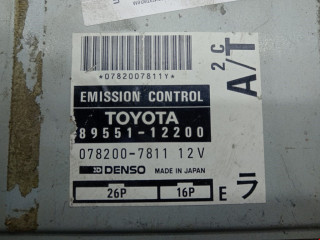 *0782007811Y*
2C
A/T
EMISSION CONTROL
TOYOTA
89551-12200
078200-7811 12V
DENSO MADE IN JAPAN
26P 16P E ラ